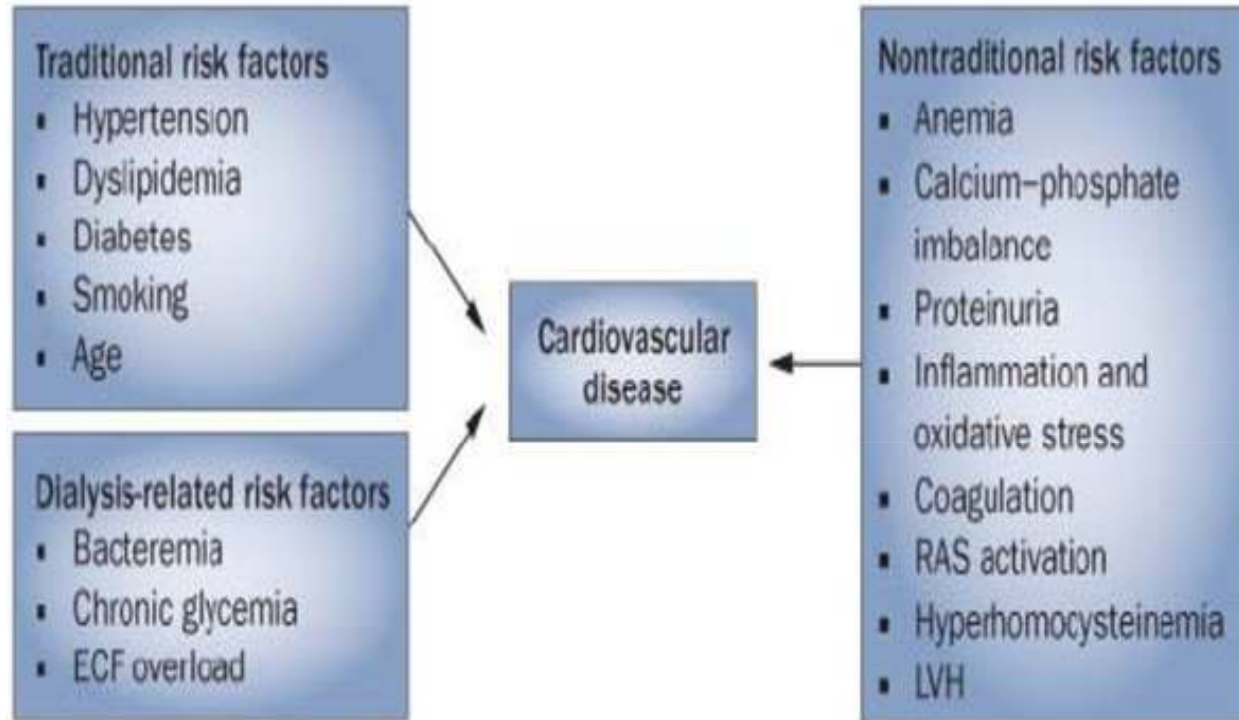 Traditional risk factors
▪ Hypertension
▪ Dyslipidemia
▪ Diabetes
▪ Smoking
▪ Age
Dialysis-related risk factors
▪ Bacteremia
▪ Chronic glycemia
▪ ECF overload
Cardiovascular
disease
Nontraditional risk factors
▪ Anemia
▪ Calcium–phosphate
imbalance
▪ Proteinuria
▪ Inflammation and
oxidative stress
▪ Coagulation
▪ RAS activation
▪ Hyperhomocysteinemia
▪ LVH